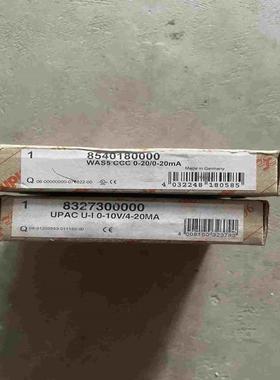 1
8540180000
WAS5 CCC 0-20/0-20mA
Made in Germany
4 032248 180585
1
8327300000
UPAC U-I 0-10V/4-20MA